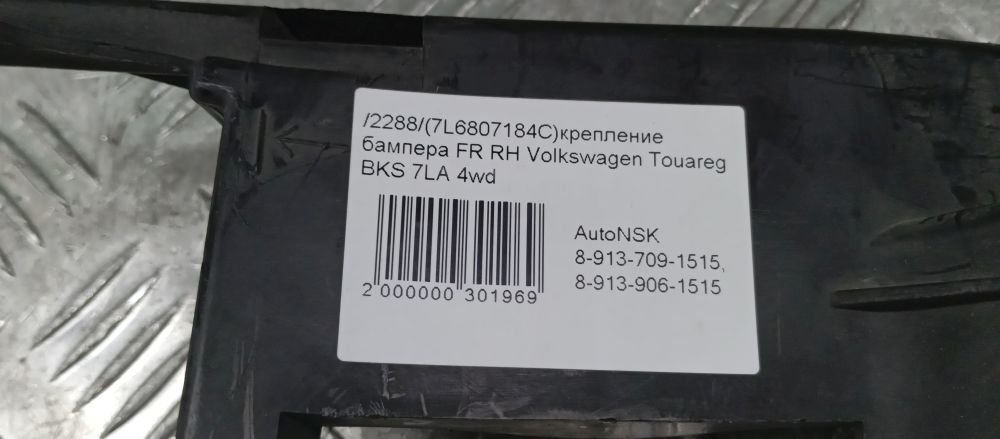 /2288/(7L6807184C)крепление
бампера FR RH Volkswagen Touareg
BKS 7LA 4wd
AutoNSK
8-913-709-1515,
8-913-906-1515
2 000000 301969